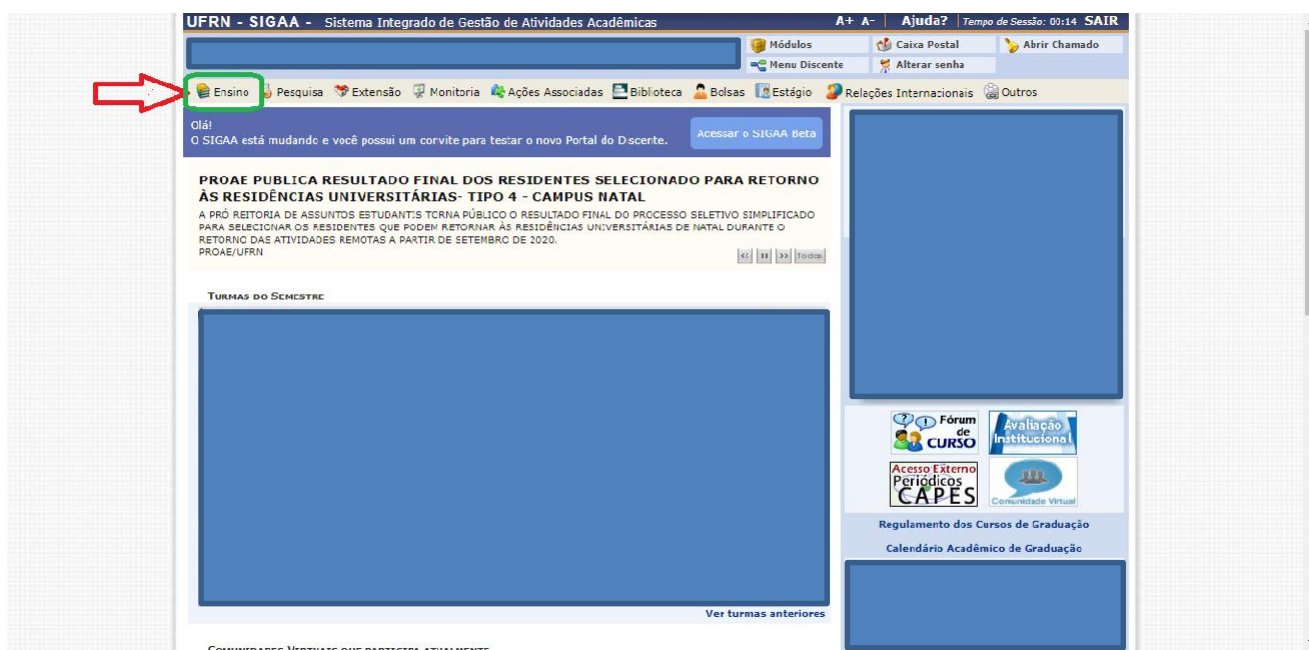 UFRN - SIGAA - Sistema Integrado de Gestão de Atividades Acadêmicas
A+ A- | Ajuda? | Tempo de Sessão: 00:14 SAIR
Módulos
Caixa Postal
Abrir Chamado
Menu Discente
Alterar senha
Ensino Pesquisa Extensão Monitoria Ações Associadas Biblioteca Bolsas Estágio Relações Internacionais Outros
Olá!
O SIGAA está mudando e você possui um convite para testar o novo Portal do Discente.
Acessar o SIGAA Beta
PROAE PUBLICA RESULTADO FINAL DOS RESIDENTES SELECIONADO PARA RETORNO
ÀS RESIDÊNCIAS UNIVERSITÁRIAS- TIPO 4 - CAMPUS NATAL
A PRÓ REITORIA DE ASSUNTOS ESTUDANTIS TORNA PÚBLICO O RESULTADO FINAL DO PROCESSO SELETIVO SIMPLIFICADO
PARA SELECIONAR OS RESIDENTES QUE PODEM RETORNAR ÀS RESIDÊNCIAS UNIVERSITÁRIAS DE NATAL DURANTE O
RETORNO DAS ATIVIDADES REMOTAS A PARTIR DE SETEMBRO DE 2020.
PROAE/UFRN
<< II >> Todas
TURMAS DO SEMESTRE
Ver turmas anteriores
COMUNIDADES VIRTUAIS QUE PARTICIPA ATUALMENTE
Fórum
de
CURSO
Avaliação
Institucional
Acesso Externo
Periódicos
CAPES
Comunidade Virtual
Regulamento dos Cursos de Graduação
Calendário Acadêmico de Graduação